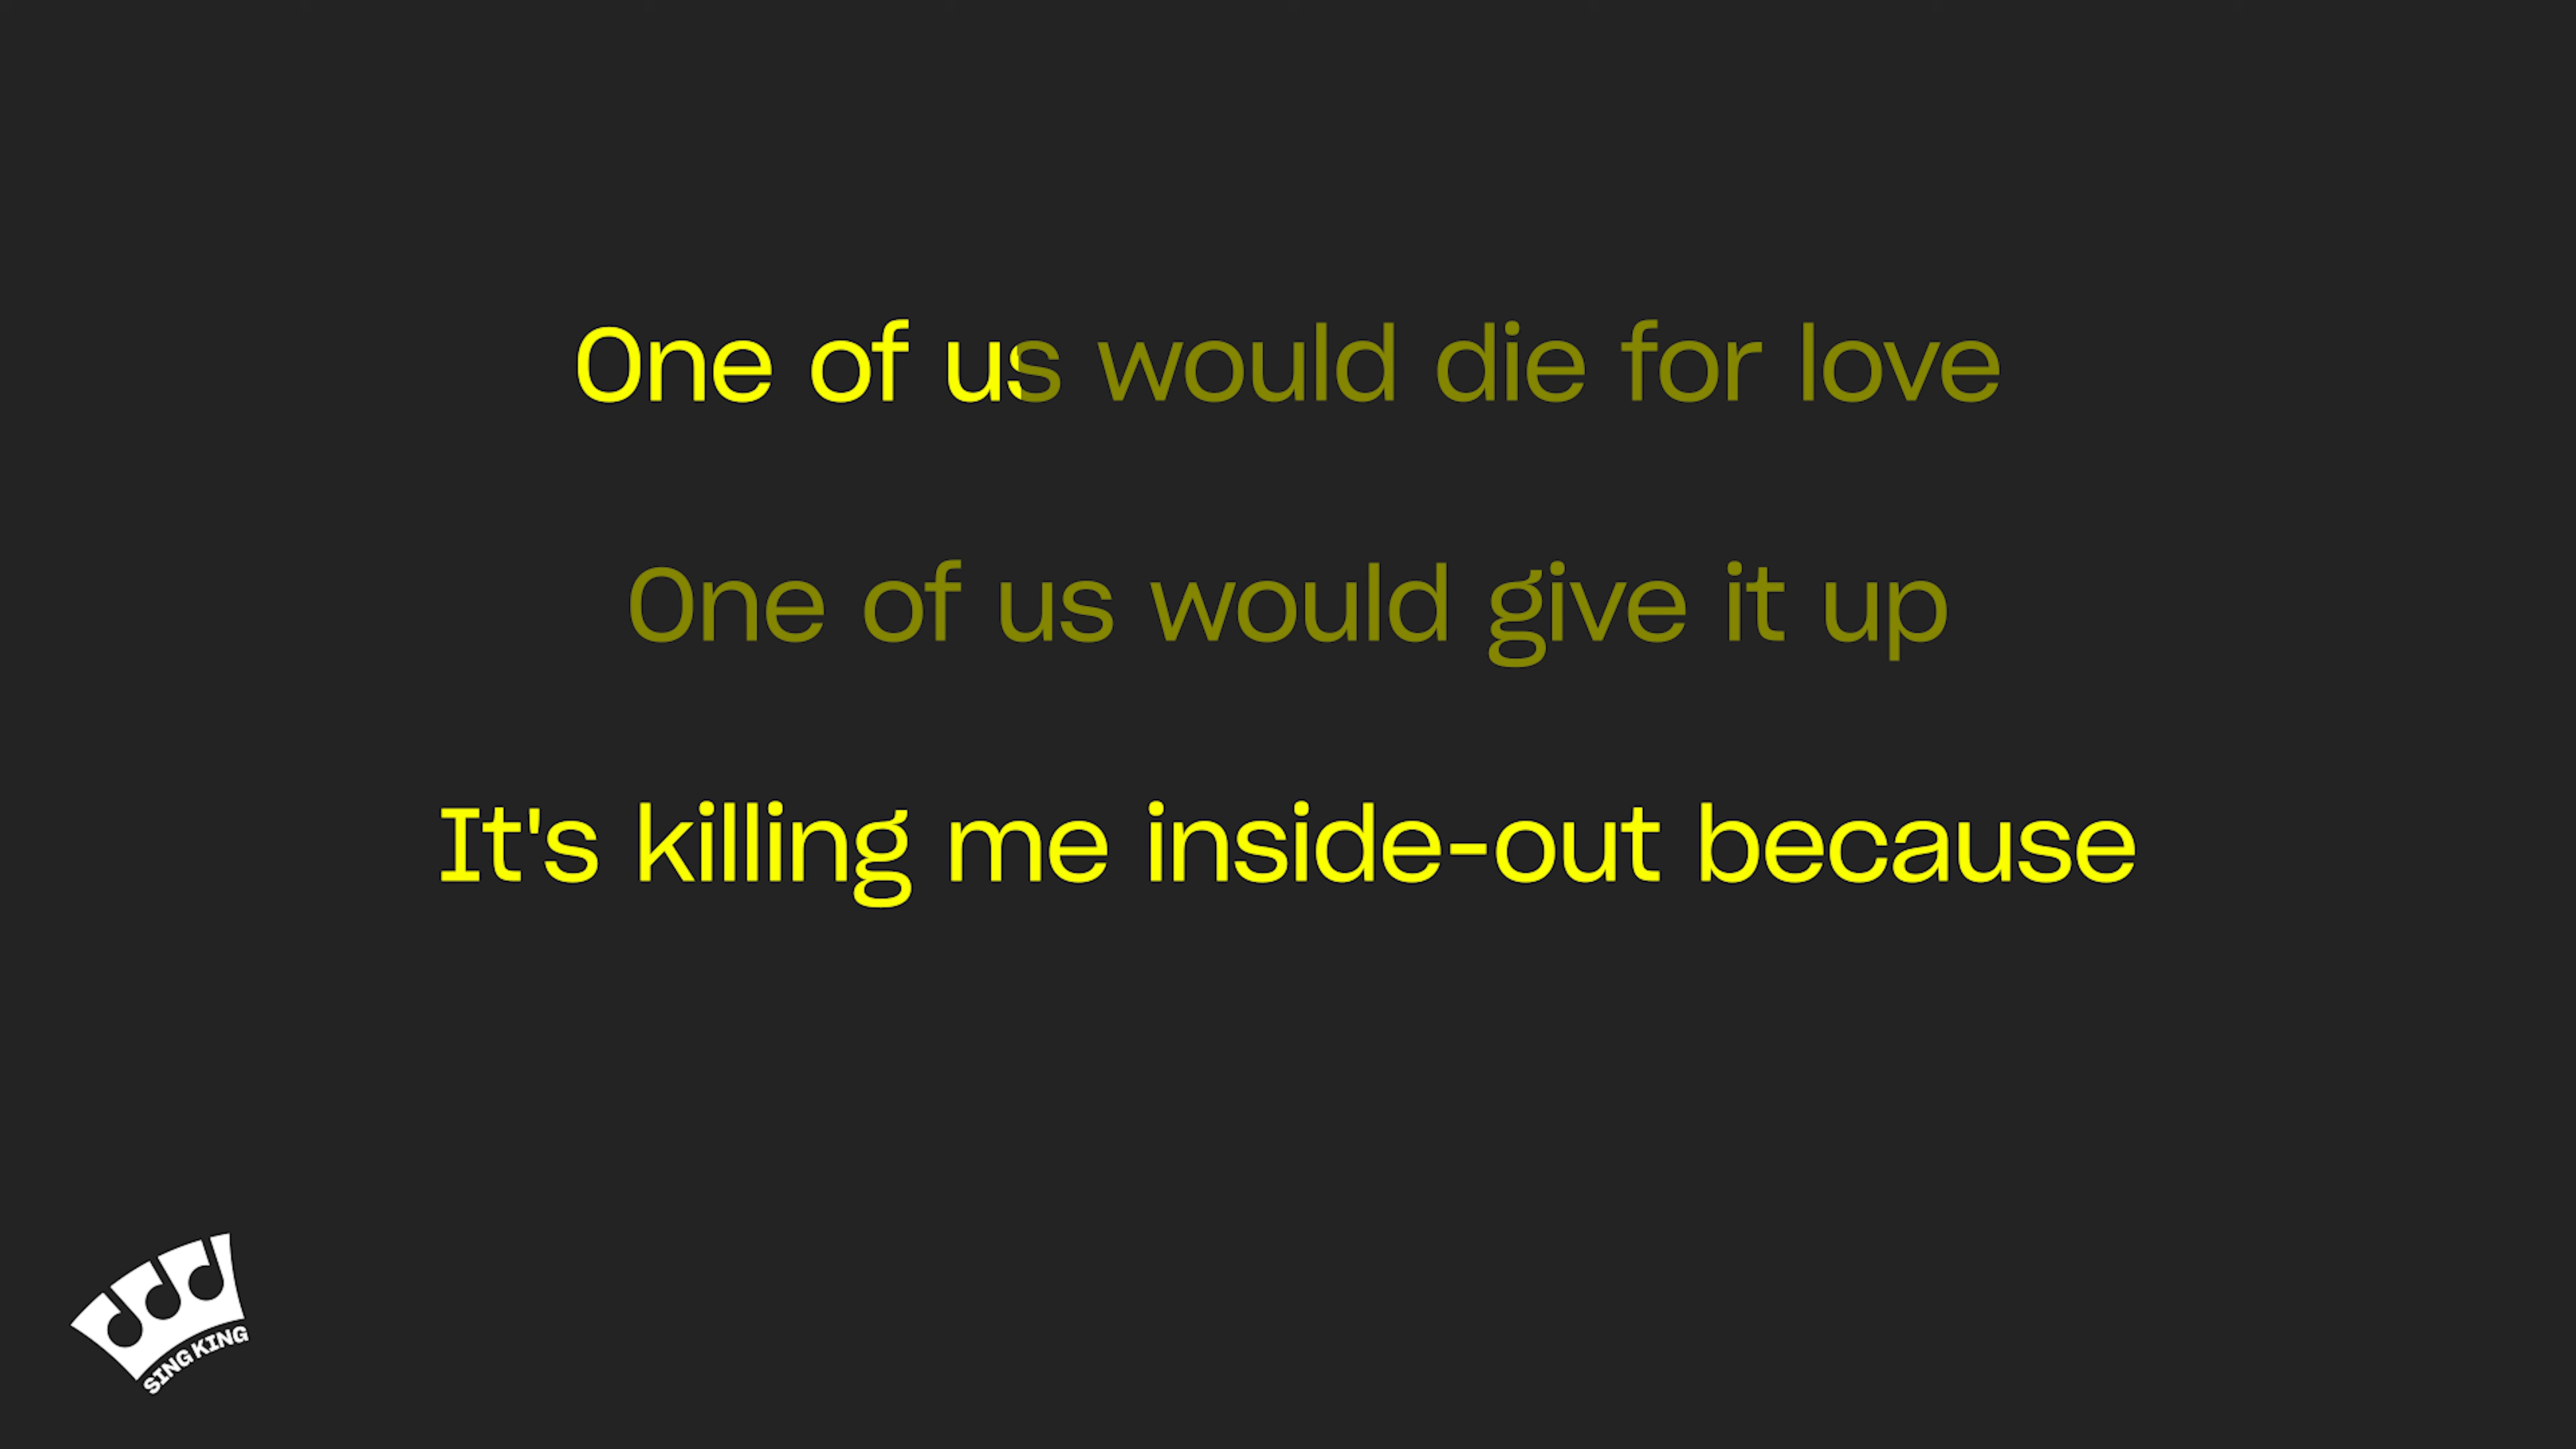 One of us would die for love
One of us would give it up
It's killing me inside-out because
SING KING